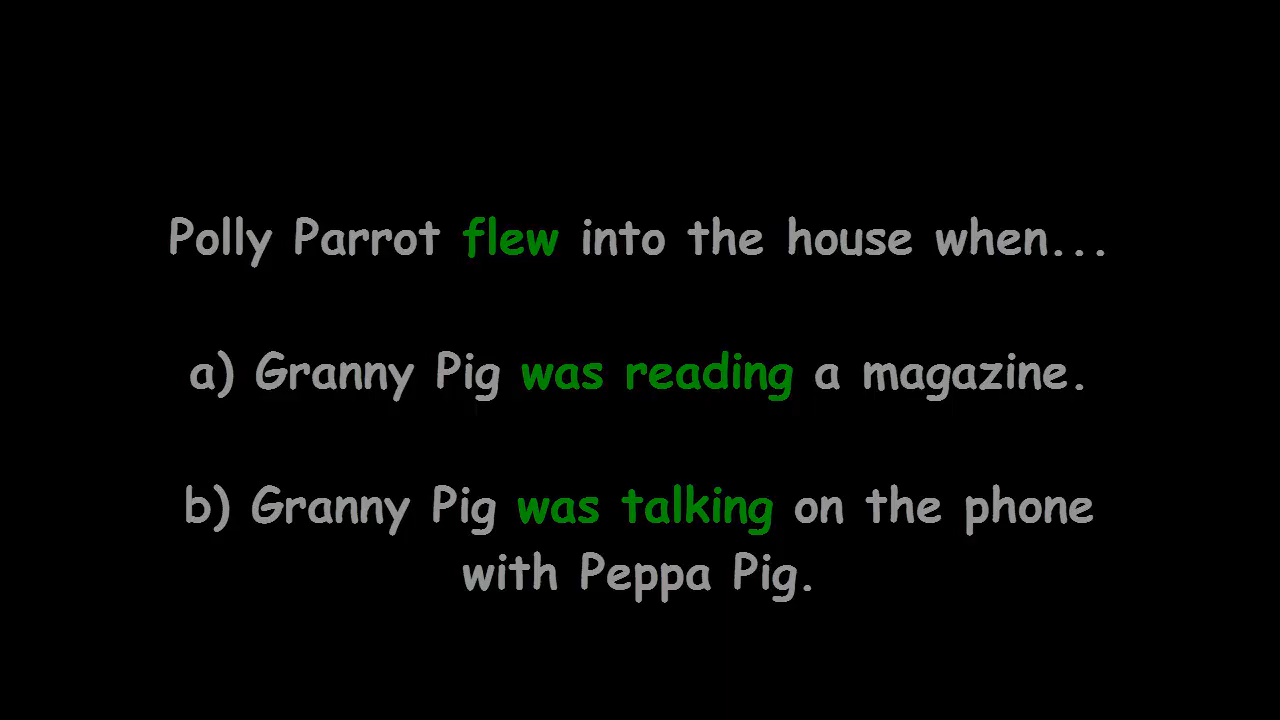 Polly Parrot flew into the house when...
a) Granny Pig was reading a magazine.
b) Granny Pig was talking on the phone
with Peppa Pig.